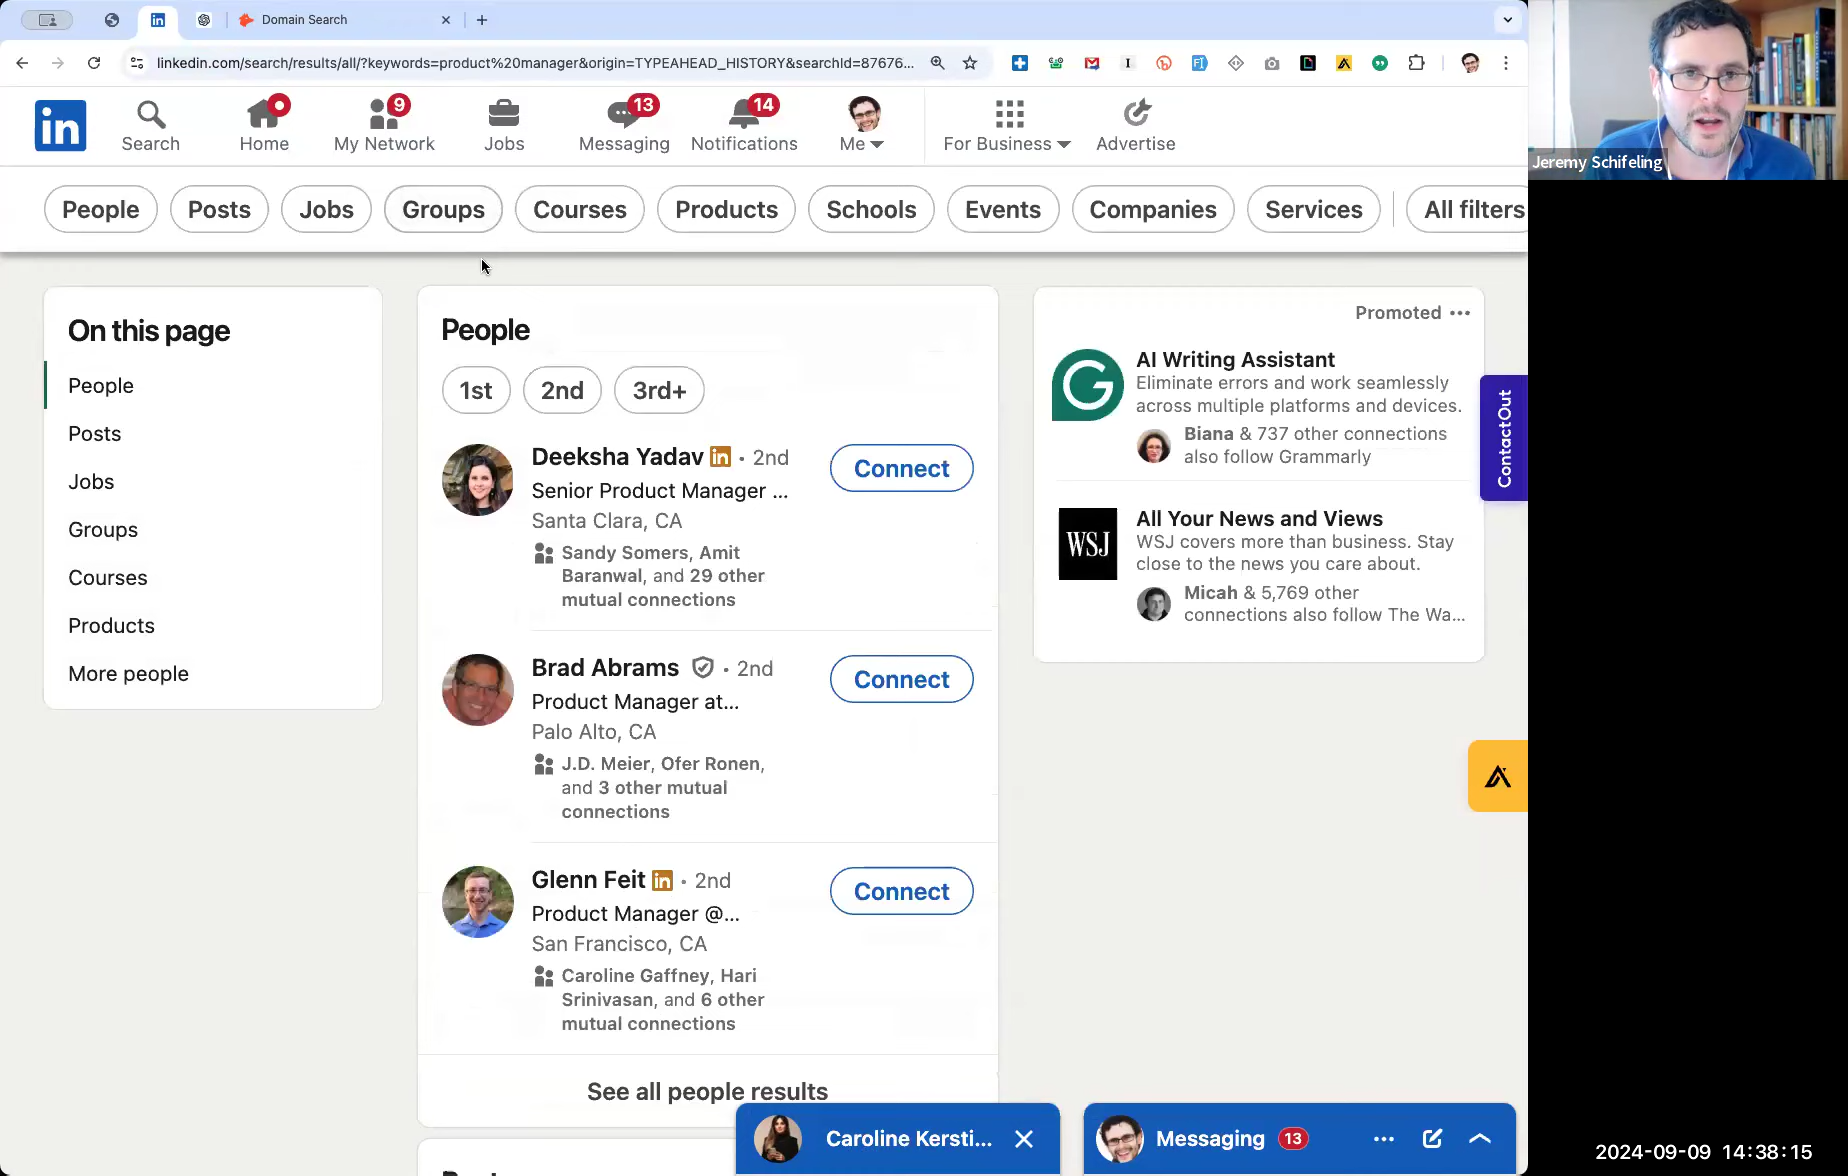 Domain Search
linkedin.com/search/results/all/?keywords=product%20manager&origin=TYPEAHEAD_HISTORY&searchId=87676...
in
Search
Home
9
My Network
Jobs
13
Messaging
14
Notifications
Me
For Business
Advertise
Jeremy Schifeling
People
Posts
Jobs
Groups
Courses
Products
Schools
Events
Companies
Services
All filters
On this page
People
Posts
Jobs
Groups
Courses
Products
More people
People
1st
2nd
3rd+
Deeksha Yadav in • 2nd
Connect
Senior Product Manager ...
Santa Clara, CA
Sandy Somers, Amit
Baranwal, and 29 other
mutual connections
Brad Abrams • 2nd
Connect
Product Manager at...
Palo Alto, CA
J.D. Meier, Ofer Ronen,
and 3 other mutual
connections
Glenn Feit in • 2nd
Connect
Product Manager @...
San Francisco, CA
Caroline Gaffney, Hari
Srinivasan, and 6 other
mutual connections
See all people results
Promoted
AI Writing Assistant
Eliminate errors and work seamlessly
across multiple platforms and devices.
Biana & 737 other connections
also follow Grammarly
WSJ
All Your News and Views
WSJ covers more than business. Stay
close to the news you care about.
Micah & 5,769 other
connections also follow The Wa...
ContactOut
Caroline Kersti...
Messaging 13
2024-09-09 14:38:15